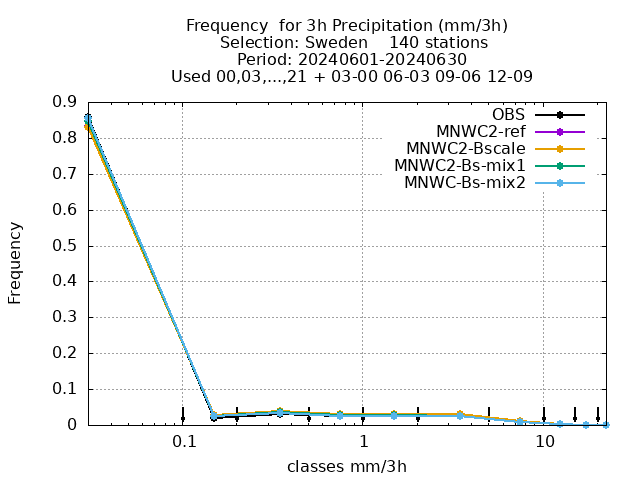 Frequency  for 3h Precipitation (mm/3h)
Selection: Sweden    140 stations
Period: 20240601-20240630
Used 00,03,...,21 + 03-00 06-03 09-06 12-09
OBS
MNWC2-ref
MNWC2-Bscale
MNWC2-Bs-mix1
MNWC-Bs-mix2
Frequency
0.9
0.8
0.7
0.6
0.5
0.4
0.3
0.2
0.1
0
0.1 1 10
classes mm/3h